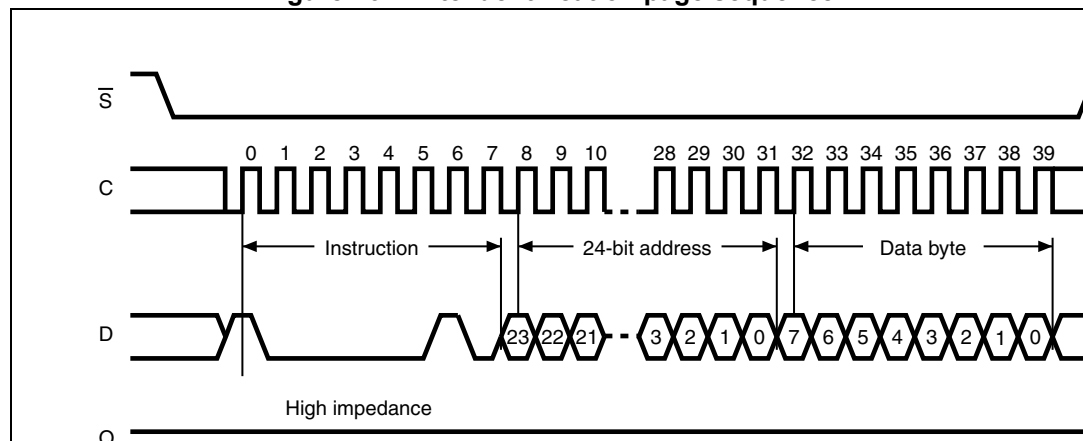 S
0 1 2 3 4 5 6 7 8 9 10 28 29 30 31 32 33 34 35 36 37 38 39
C
Instruction 24-bit address Data byte
D
23 22 21 3 2 1 0 7 6 5 4 3 2 1 0
High impedance
Q